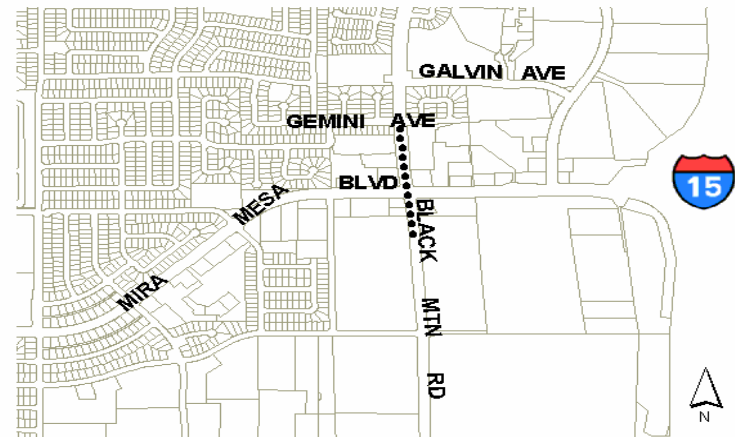 GALVIN AVE
GEMINI AVE
BLVD
MESA
MIRA
BLACK
MTN
RD
15
N